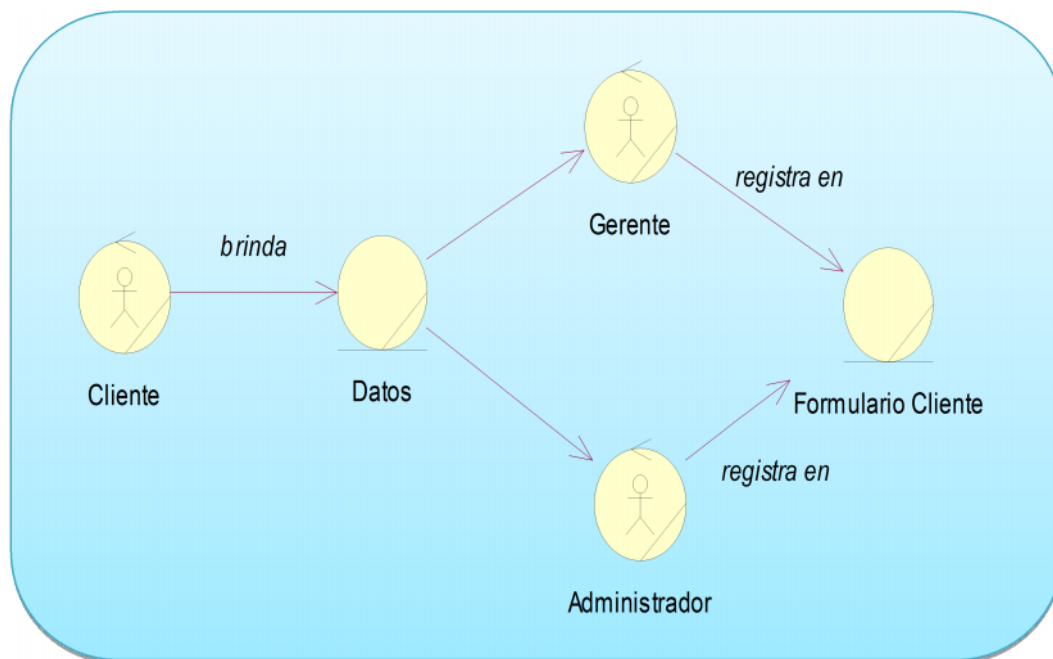 registra en
Gerente
brinda
Cliente
Datos
Formulario Cliente
registra en
Administrador